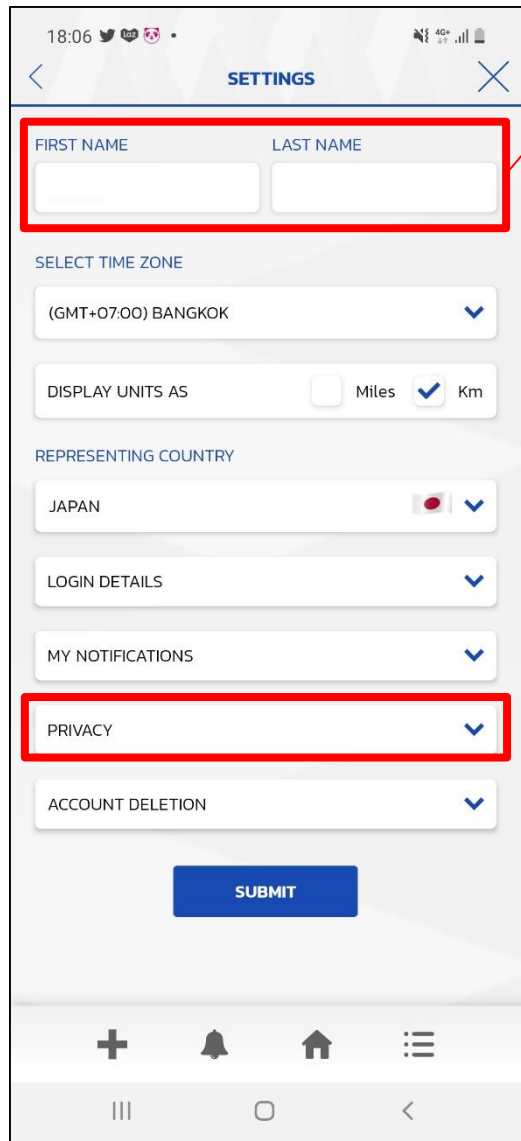 18:06
4G+
SETTINGS
FIRST NAME LAST NAME
SELECT TIME ZONE
(GMT+07:00) BANGKOK
DISPLAY UNITS AS Miles Km
REPRESENTING COUNTRY
JAPAN
LOGIN DETAILS
MY NOTIFICATIONS
PRIVACY
ACCOUNT DELETION
SUBMIT